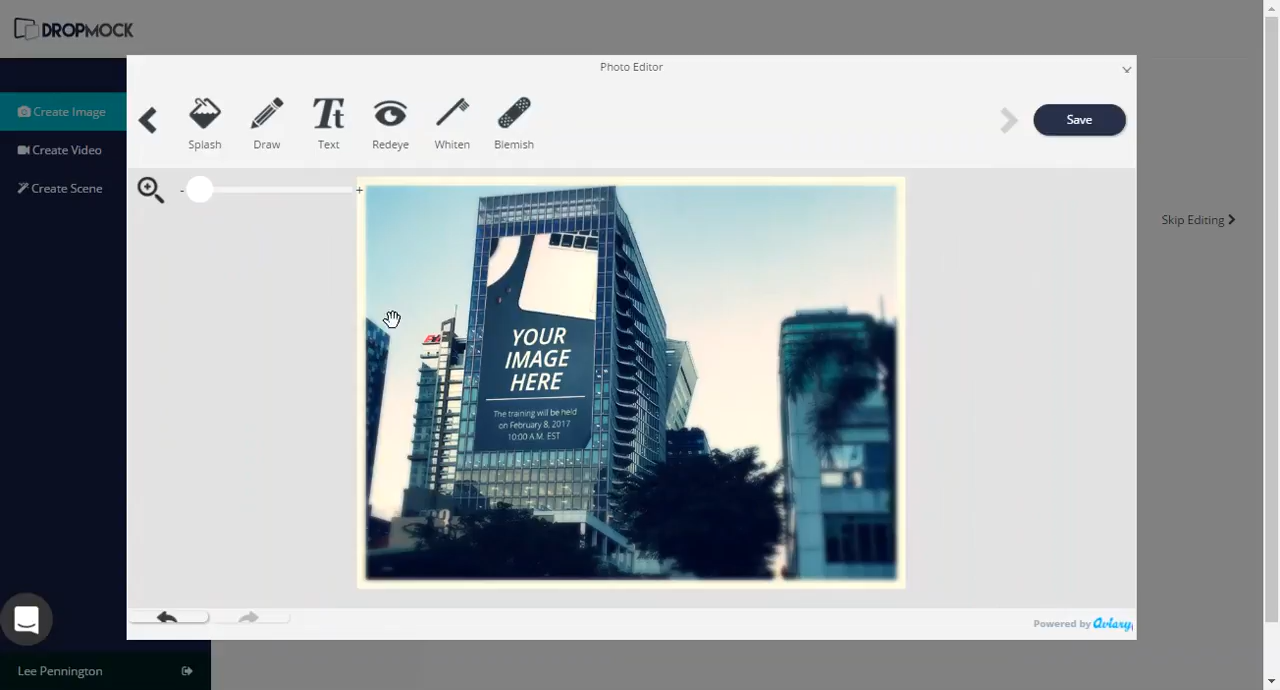 DROPMOCK
Photo Editor
Create Image
Create Video
Create Scene
Splash
Draw
Text
Redeye
Whiten
Blemish
Save
- +
Skip Editing
YOUR
IMAGE
HERE
The training will be held
on February 8, 2017
10:00 A.M. EST
Powered by Aviary
Lee Pennington